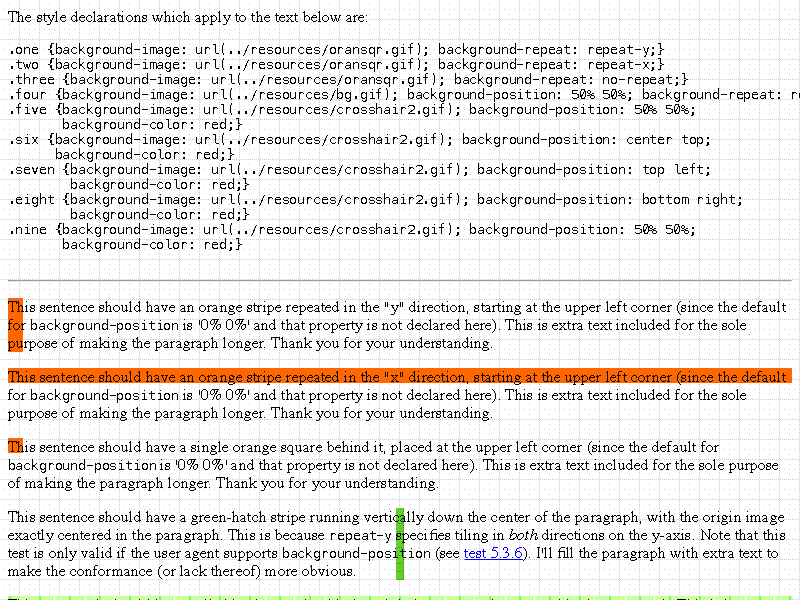 The style declarations which apply to the text below are:
.one {background-image: url(../resources/oransqr.gif); background-repeat: repeat-y;}
.two {background-image: url(../resources/oransqr.gif); background-repeat: repeat-x;}
.three {background-image: url(../resources/oransqr.gif); background-repeat: no-repeat;}
.four {background-image: url(../resources/bg.gif); background-position: 50% 50%; background-repeat: r
.five {background-image: url(../resources/crosshair2.gif); background-position: 50% 50%;
background-color: red;}
.six {background-image: url(../resources/crosshair2.gif); background-position: center top;
background-color: red;}
.seven {background-image: url(../resources/crosshair2.gif); background-position: top left;
background-color: red;}
.eight {background-image: url(../resources/crosshair2.gif); background-position: bottom right;
background-color: red;}
.nine {background-image: url(../resources/crosshair2.gif); background-position: 50% 50%;
background-color: red;}
This sentence should have an orange stripe repeated in the "y" direction, starting at the upper left corner (since the default
for background-position is '0% 0%' and that property is not declared here). This is extra text included for the sole
purpose of making the paragraph longer. Thank you for your understanding.
This sentence should have an orange stripe repeated in the "x" direction, starting at the upper left corner (since the default
for background-position is '0% 0%' and that property is not declared here). This is extra text included for the sole
purpose of making the paragraph longer. Thank you for your understanding.
This sentence should have a single orange square behind it, placed at the upper left corner (since the default for
background-position is '0% 0%' and that property is not declared here). This is extra text included for the sole purpose
of making the paragraph longer. Thank you for your understanding.
This sentence should have a green-hatch stripe running vertically down the center of the paragraph, with the origin image
exactly centered in the paragraph. This is because repeat-y specifies tiling in both directions on the y-axis. Note that this
test is only valid if the user agent supports background-position (see test 5.3.6). I'll fill the paragraph with extra text to
make the conformance (or lack thereof) more obvious.